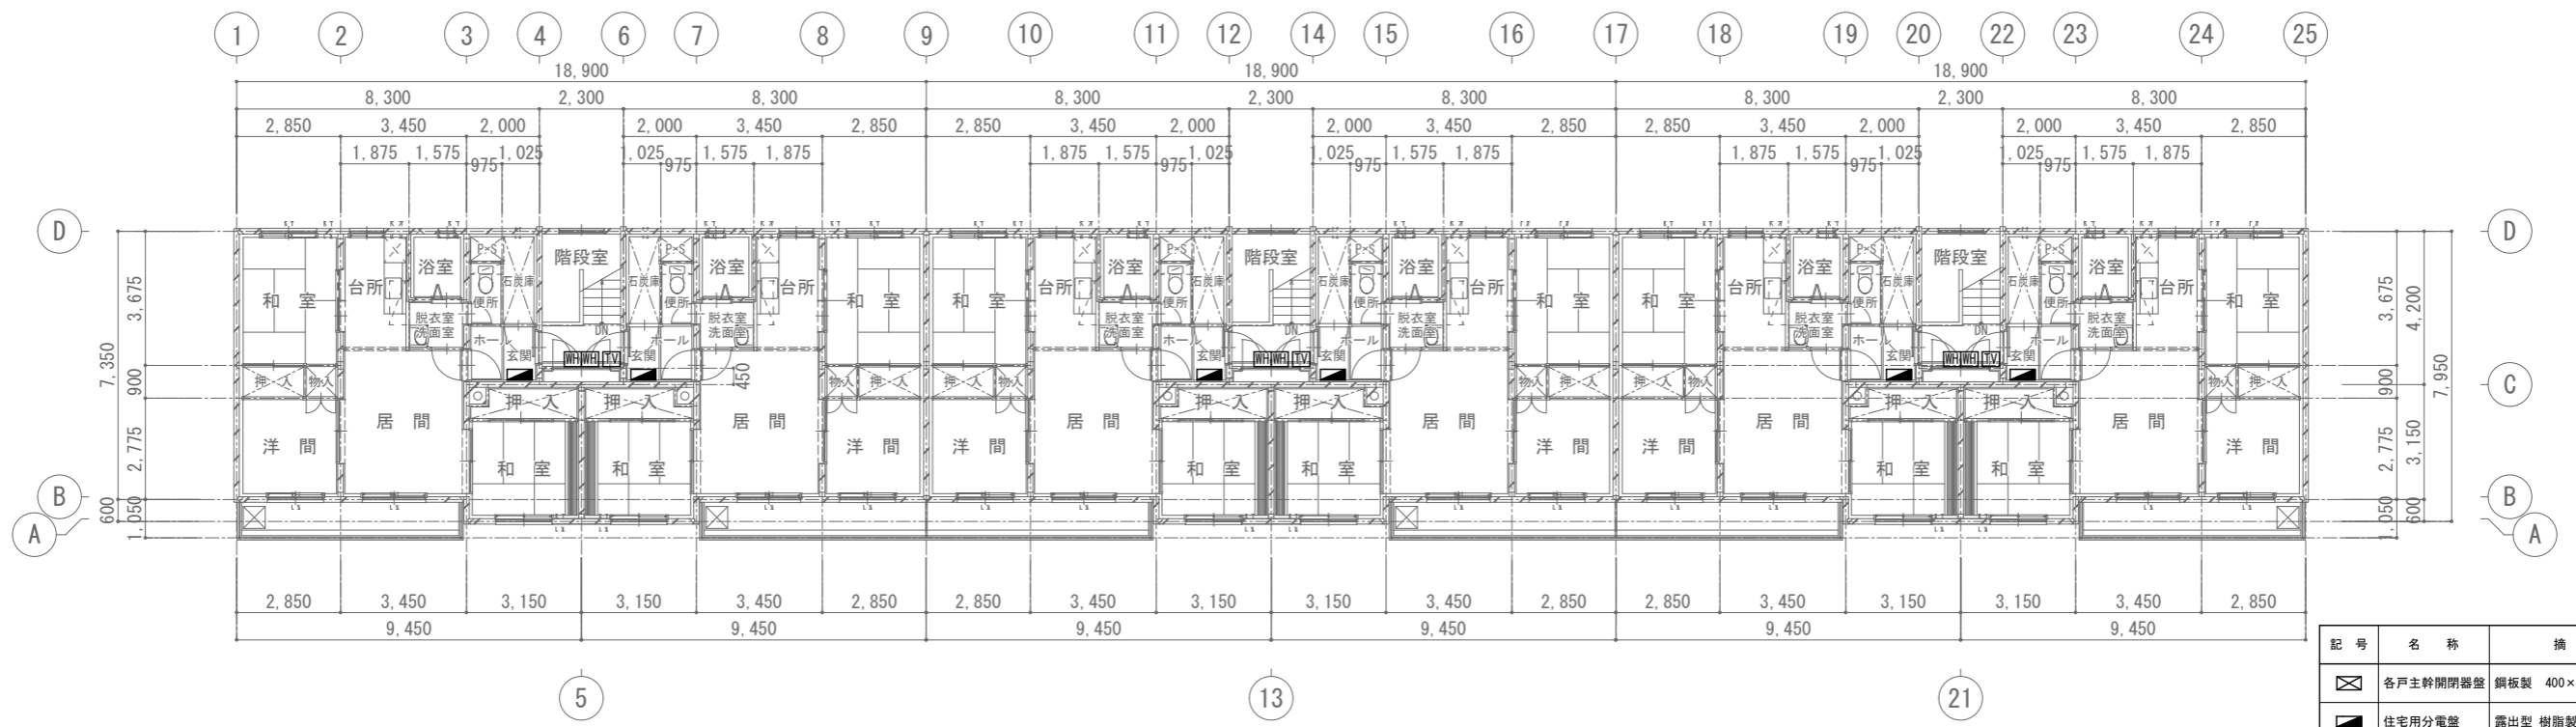 1 2 3 4 6 7 8 9 10 11 12 14 15 16 17 18 19 20 22 23 24 25
18,900 18,900 18,900
8,300 2,300 8,300 8,300 2,300 8,300 8,300 2,300 8,300
2,850 3,450 2,000 2,000 3,450 2,850 2,850 3,450 2,000 2,000 3,450 2,850 2,850 3,450 2,000 2,000 3,450 2,850
1,875 1,575 975 1,025 1,025 975 1,575 1,875 1,875 1,575 975 1,025 1,025 975 1,575 1,875 1,875 1,575 975 1,025 1,025 975 1,575 1,875
D D
P×S P×S P×S P×S P×S P×S
浴室 階段室 浴室 浴室 階段室 浴室 浴室 階段室 浴室
石炭庫 石炭庫 石炭庫 石炭庫 石炭庫 石炭庫
和室 台所 便所 便所 台所 和室 和室 台所 便所 便所 台所 和室 和室 台所 便所 便所 台所 和室
脱衣室 脱衣室 脱衣室 脱衣室 脱衣室 脱衣室
洗面室 DN 洗面室 洗面室 DN 洗面室 洗面室 DN 洗面室
ホール ホール ホール ホール ホール ホール
玄関 WH WH TV 玄関 玄関 WH WH TV 玄関 玄関 WH WH TV 玄関
押入 物入 450 物入 押入 押入 物入 物入 押入 押入 物入 物入 押入
C
押入 押入 押入 押入 押入 押入
居間 居間 居間 居間 居間 居間
洋間 洋間 洋間 洋間 洋間 洋間
和室 和室 和室 和室 和室 和室
B B
A A
7,350
3,675
900
2,775
600
1,050
3,675
900
2,775
1,050
4,200
3,150
600
7,950
2,850 3,450 3,150 3,150 3,450 2,850 2,850 3,450 3,150 3,150 3,450 2,850 2,850 3,450 3,150 3,150 3,450 2,850
9,450 9,450 9,450 9,450 9,450 9,450
5 13 21
記号 名称 摘
各戸主幹開閉器盤 鋼板製 400×
住宅用分電盤 露出型 樹脂製